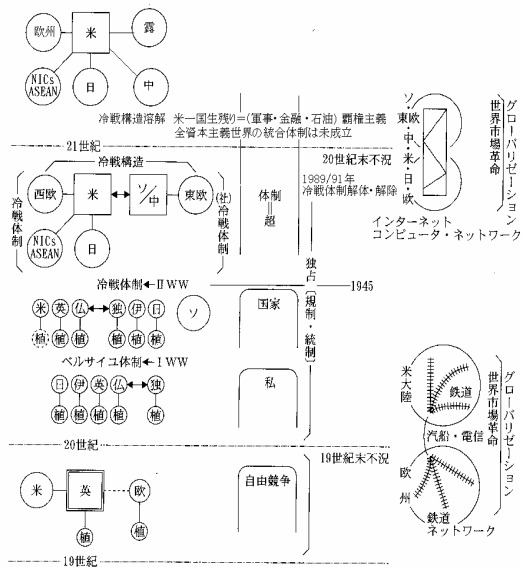 欧州
米
露
NICs
ASEAN
日
中
冷戦構造溶解 米一国生残り=(軍事・金融・石油)覇権主義
全資本主義世界の統合体制は未成立
21世紀
20世紀末不況
ソ・東欧・中・米・日・欧
グローバリゼーション
世界市場革命
インターネット
コンピュータ・ネットワーク
冷戦構造
冷戦体制
西欧
米
ソ/中
東欧
(社)冷戦体制
NICs
ASEAN
日
体制=超
1989/91年
冷戦体制解体・解除
独占〔規制・統制〕
冷戦体制←ⅡWW
1945
米 英 仏 独 伊 日
植 植 植 植 植 植
ソ
国家
ベルサイユ体制←ⅠWW
日 伊 英 仏 独
植 植 植 植 植
私
20世紀
19世紀末不況
米大陸
鉄道
汽船・電信
欧州
鉄道
ネットワーク
グローバリゼーション
世界市場革命
米
英
欧
植
植
自由競争
19世紀